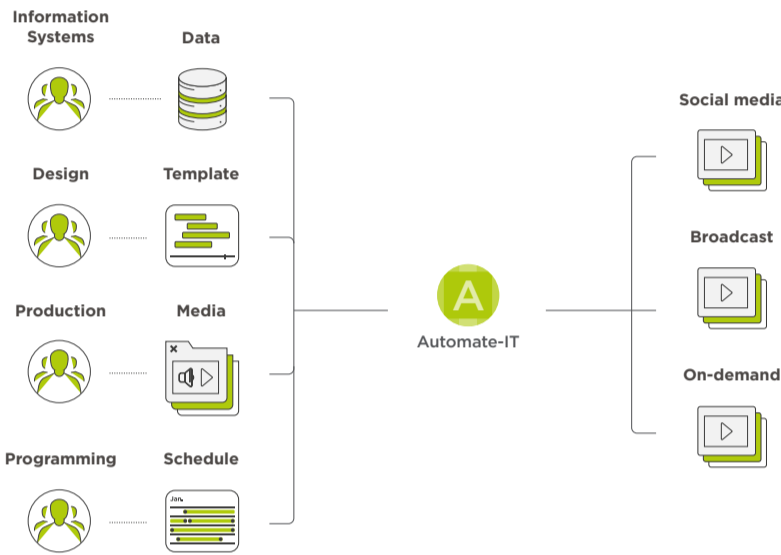 Information
Systems
Data
Social media
Design
Template
Broadcast
Production
Media
A
Automate-IT
On-demand
Programming
Schedule
Jan.